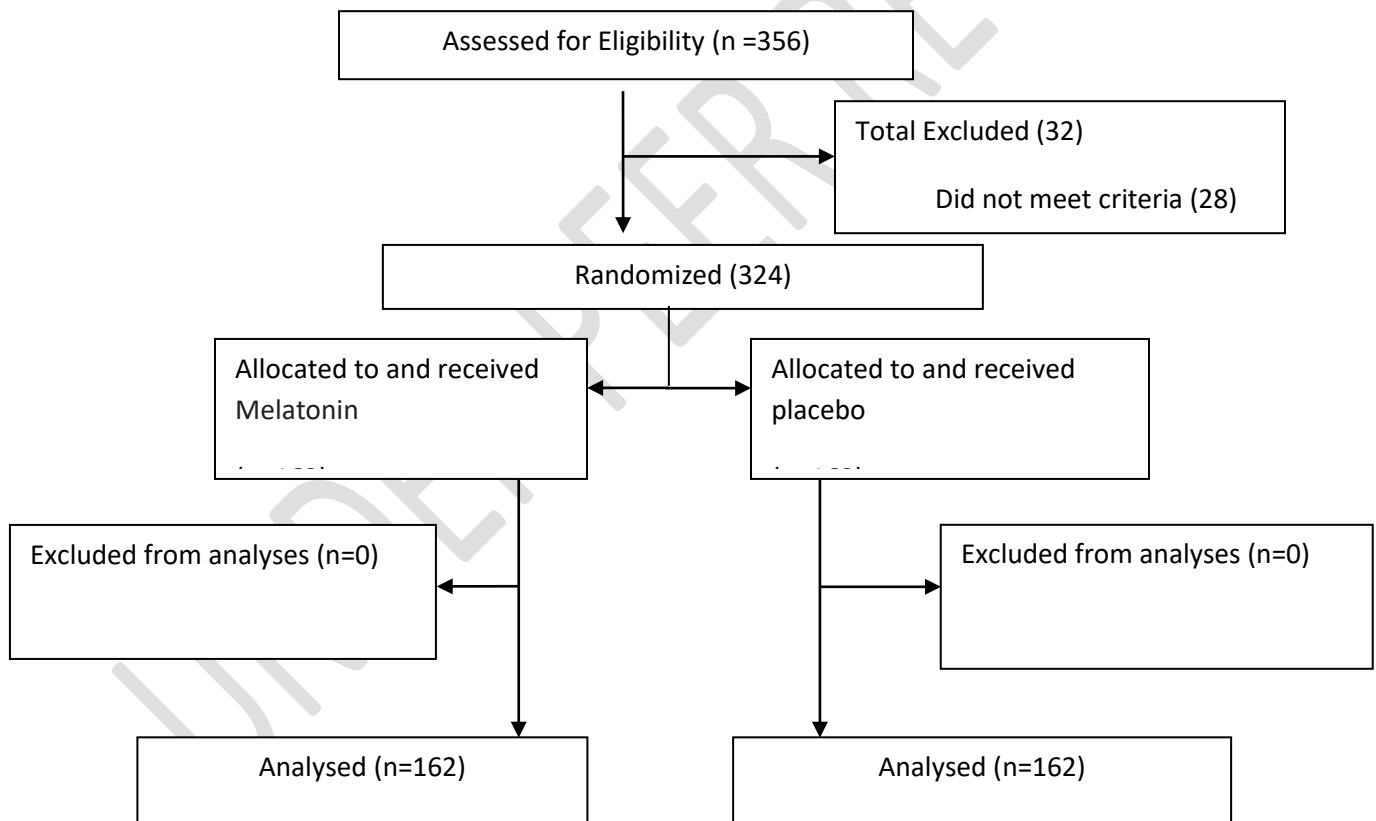 Assessed for Eligibility (n =356)
Total Excluded (32)
Did not meet criteria (28)
Randomized (324)
Allocated to and received
Melatonin
Allocated to and received
placebo
Excluded from analyses (n=0)
Excluded from analyses (n=0)
Analysed (n=162)
Analysed (n=162)